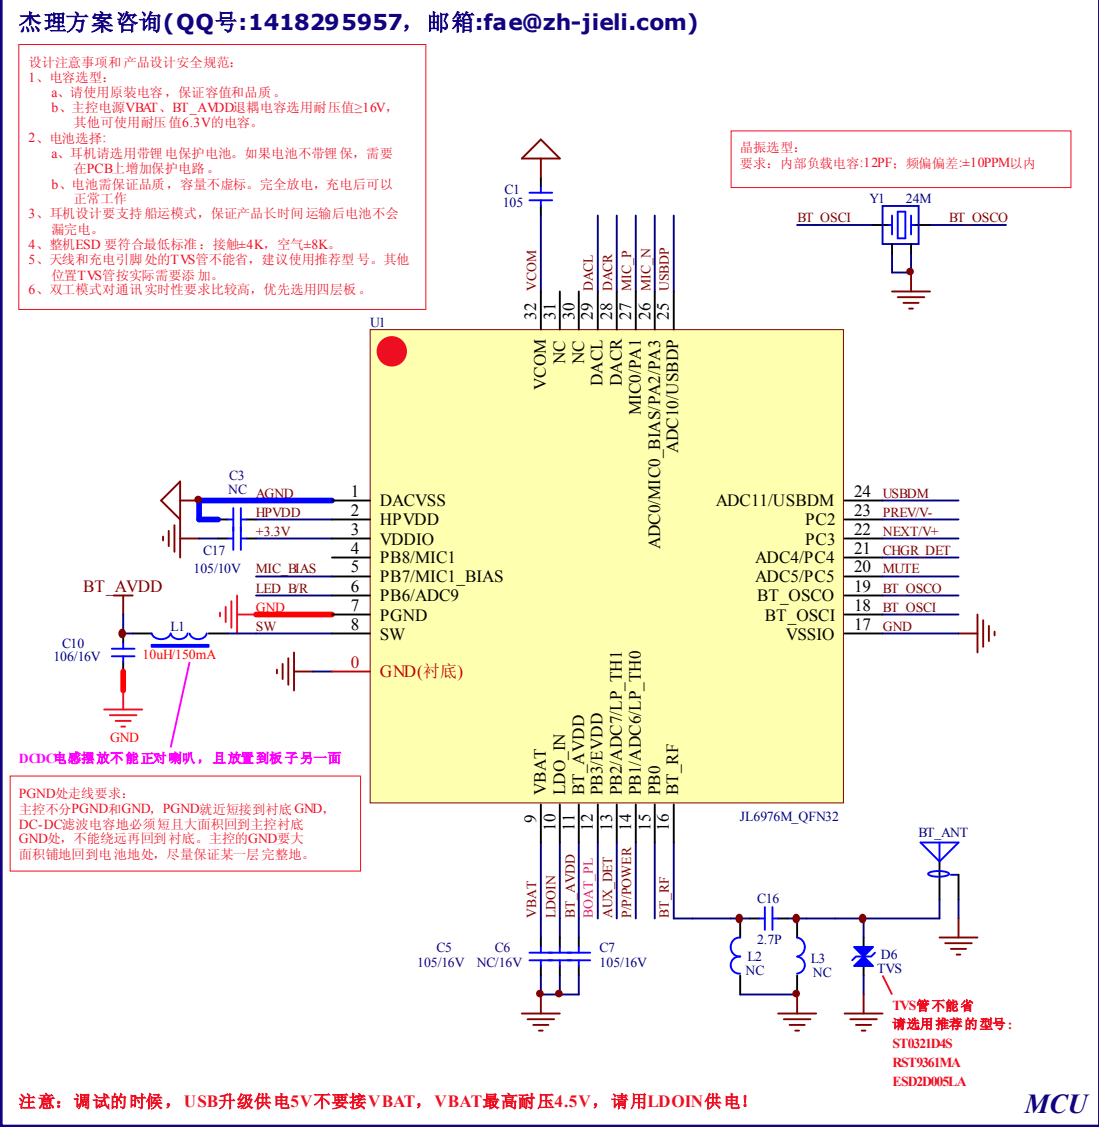 杰理方案咨询(QQ号:1418295957，邮箱:fae@zh-jieli.com)
设计注意事项和产品设计安全规范:
1、电容选型:
a、请使用原装电容，保证容值和品质。
b、主控电源VBAT、BT_AVDD退耦电容选用耐压值≥16V，
其他可使用耐压值6.3V的电容。
2、电池选择:
a、耳机请选用带锂电保护电池。如果电池不带锂保，需要
在PCB上增加保护电路。
b、电池需保证品质，容量不虚标。完全放电，充电后可以
正常工作
3、耳机设计要支持船运模式，保证产品长时间运输后电池不会
漏完电。
4、整机ESD要符合最低标准：接触±4K，空气±8K。
5、天线和充电引脚处的TVS管不能省，建议使用推荐型号。其他
位置TVS管按实际需要添加。
6、双工模式对通讯实时性要求比较高，优先选用四层板。
晶振选型:
要求：内部负载电容:12PF；频偏偏差:±10PPM以内
Y1
24M
BT_OSCI
BT_OSCO
C1
105
VCOM
DACL
DACR
MIC_P
MIC_N
USBDP
32
31
30
29
28
27
26
25
U1
VCOM
NC
NC
DACL
DACR
MIC0/PA1
ADC0/MIC0_BIAS/PA2/PA3
ADC10/USBDP
C3
NC
AGND
1
DACVSS
HPVDD
2
HPVDD
+3.3V
3
VDDIO
C17
105/10V
4
PB8/MIC1
MIC_BIAS
5
PB7/MIC1_BIAS
LED_B/R
6
PB6/ADC9
GND
7
PGND
SW
8
SW
0
GND(衬底)
BT_AVDD
L1
10uH/150mA
C10
106/16V
GND
ADC11/USBDM
24
USBDM
PC2
23
PREV/V-
PC3
22
NEXT/V+
ADC4/PC4
21
CHGR_DET
ADC5/PC5
20
MUTE
BT_OSCO
19
BT_OSCO
BT_OSCI
18
BT_OSCI
VSSIO
17
GND
DCDC电感摆放不能正对喇叭，且放置到板子另一面
PGND处走线要求:
主控不分PGND和GND，PGND就近短接到衬底GND，
DC-DC滤波电容地必须短且大面积回到主控衬底
GND处，不能绕远再回到衬底。主控的GND要大
面积铺地回到电池地处，尽量保证某一层完整地。
VBAT
LDO_IN
BT_AVDD
PB3/EVDD
PB2/ADC7/LP_TH1
PB1/ADC6/LP_TH0
PB0
BT_RF
JL6976M_QFN32
9
10
11
12
13
14
15
16
VBAT
LDOIN
BT_AVDD
BOAT_PL
AUX_DET
P/P/POWER
BT_RF
C5
105/16V
C6
NC/16V
C7
105/16V
BT_ANT
C16
2.7P
L2
NC
L3
NC
D6
TVS
TVS管不能省
请选用推荐的型号:
ST0321D4S
RST9361MA
ESD2D005LA
注意：调试的时候，USB升级供电5V不要接VBAT，VBAT最高耐压4.5V，请用LDOIN供电!
MCU